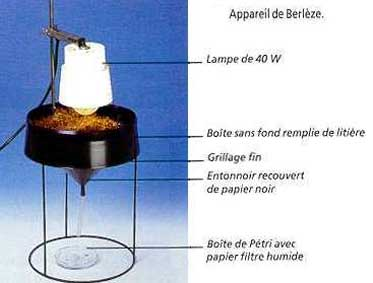 Appareil de Berlèze.
Lampe de 40 W
Boîte sans fond remplie de litière
Grillage fin
Entonnoir recouvert
de papier noir
Boîte de Pétri avec
papier filtre humide